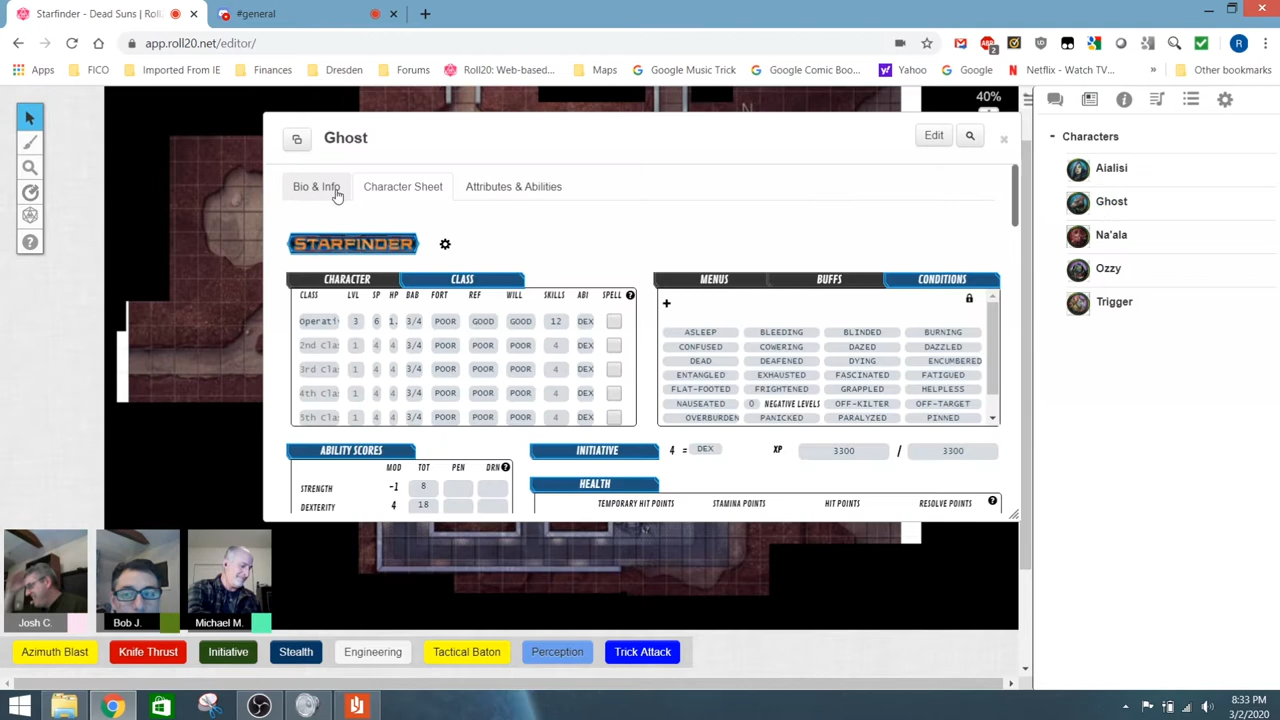 Starfinder - Dead Suns | Roll2
#general
app.roll20.net/editor/
2
R
Apps FICO Imported From IE Finances Dresden Forums Roll20: Web-based... Maps Google Music Trick Google Comic Boo... Yahoo Google Netflix - Watch TV... » Other bookmarks
N
40%
Ghost
Edit
Bio & Info Character Sheet Attributes & Abilities
STARFINDER
CHARACTER CLASS
CLASS LVL SP HP BAB FORT REF WILL SKILLS ABI SPELL
Operati 3 6 1. 3/4 POOR GOOD GOOD 12 DEX
2nd Clas 1 4 4 3/4 POOR POOR POOR 4 DEX
3rd Clas 1 4 4 3/4 POOR POOR POOR 4 DEX
4th Clas 1 4 4 3/4 POOR POOR POOR 4 DEX
5th Clas 1 4 4 3/4 POOR POOR POOR 4 DEX
MENUS BUFFS CONDITIONS
ASLEEP BLEEDING BLINDED BURNING
CONFUSED COWERING DAZED DAZZLED
DEAD DEAFENED DYING ENCUMBERED
ENTANGLED EXHAUSTED FASCINATED FATIGUED
FLAT-FOOTED FRIGHTENED GRAPPLED HELPLESS
NAUSEATED 0 NEGATIVE LEVELS OFF-KILTER OFF-TARGET
OVERBURDEN PANICKED PARALYZED PINNED
ABILITY SCORES
MOD TOT PEN DRN
STRENGTH -1 8
DEXTERITY 4 18
INITIATIVE 4 = DEX XP 3300 / 3300
HEALTH
TEMPORARY HIT POINTS STAMINA POINTS HIT POINTS RESOLVE POINTS
Characters
Aialisi
Ghost
Na'ala
Ozzy
Trigger
Josh C. Bob J. Michael M.
Azimuth Blast Knife Thrust Initiative Stealth Engineering Tactical Baton Perception Trick Attack
8:33 PM
3/2/2020